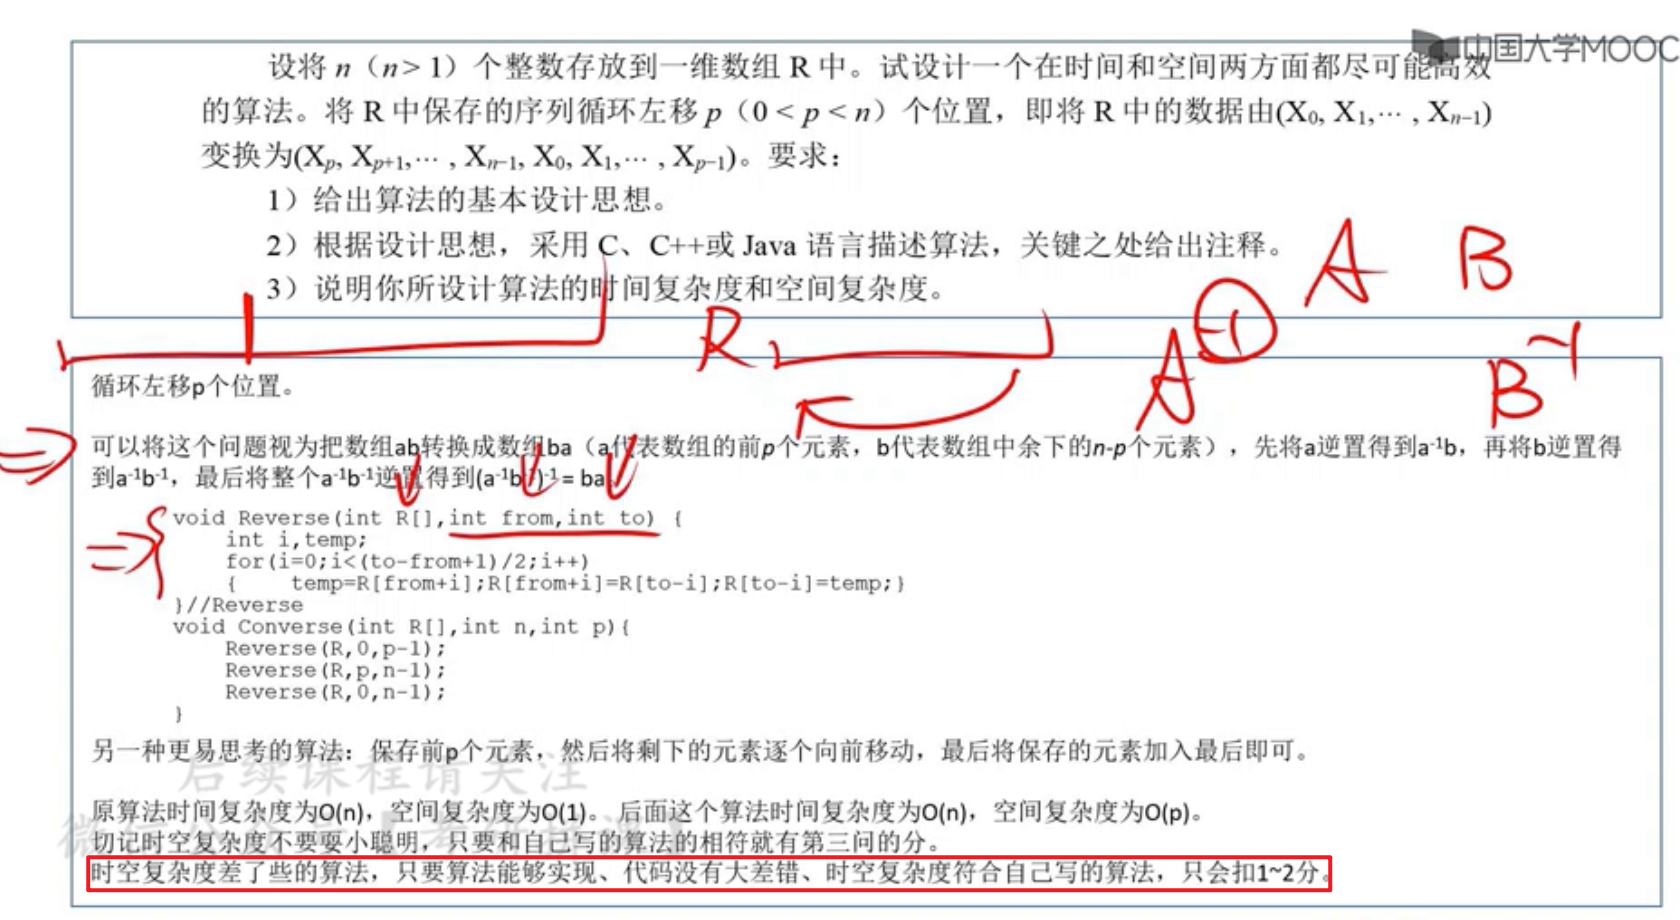 中国大学MOOC
设将 n（n> 1）个整数存放到一维数组 R 中。试设计一个在时间和空间两方面都尽可能高效
的算法。将 R 中保存的序列循环左移 p（0 < p < n）个位置，即将 R 中的数据由(X0, X1,··· , Xn−1)
变换为(Xp, Xp+1,··· , Xn−1, X0, X1,··· , Xp−1)。要求：
1）给出算法的基本设计思想。
2）根据设计思想，采用 C、C++或 Java 语言描述算法，关键之处给出注释。
3）说明你所设计算法的时间复杂度和空间复杂度。
A B
R
A-1 B-1
循环左移p个位置。
可以将这个问题视为把数组ab转换成数组ba（a代表数组的前p个元素，b代表数组中余下的n-p个元素），先将a逆置得到a-1b，再将b逆置得
到a-1b-1，最后将整个a-1b-1逆置得到(a-1b-1)-1 = ba
void Reverse(int R[],int from,int to) {
int i,temp;
for(i=0;i<(to-from+1)/2;i++)
{ temp=R[from+i];R[from+i]=R[to-i];R[to-i]=temp;}
}//Reverse
void Converse(int R[],int n,int p){
Reverse(R,0,p-1);
Reverse(R,p,n-1);
Reverse(R,0,n-1);
}
另一种更易思考的算法：保存前p个元素，然后将剩下的元素逐个向前移动，最后将保存的元素加入最后即可。
后续课程请关注
原算法时间复杂度为O(n)，空间复杂度为O(1)。后面这个算法时间复杂度为O(n)，空间复杂度为O(p)。
切记时空复杂度不要耍小聪明，只要和自己写的算法的相符就有第三问的分。
时空复杂度差了些的算法，只要算法能够实现、代码没有大差错、时空复杂度符合自己写的算法，只会扣1~2分。